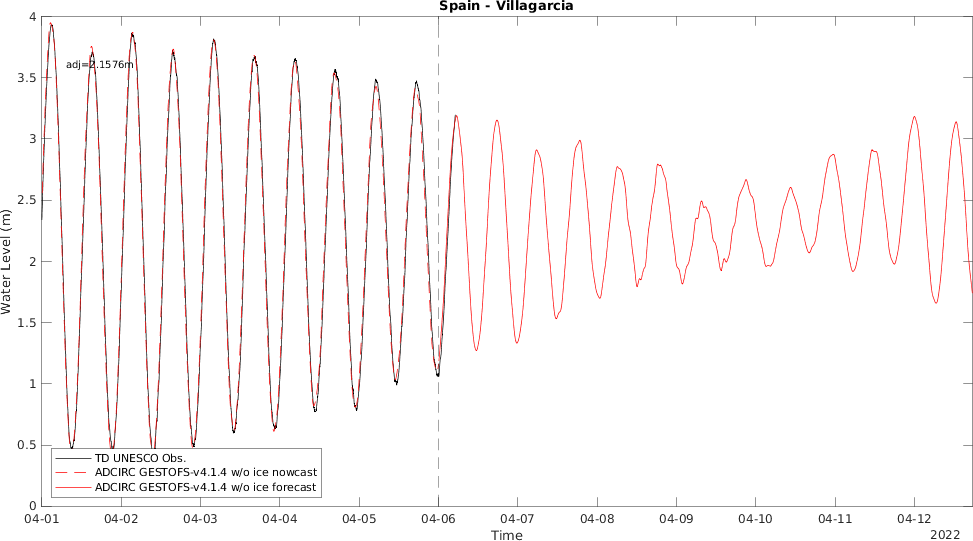 Spain - Villagarcia
4
adj=2.1576m
3.5
3
2.5
2
1.5
1
0.5
0
Water Level (m)
TD UNESCO Obs.
ADCIRC GESTOFS-v4.1.4 w/o ice nowcast
ADCIRC GESTOFS-v4.1.4 w/o ice forecast
04-01 04-02 04-03 04-04 04-05 04-06 04-07 04-08 04-09 04-10 04-11 04-12
Time
2022